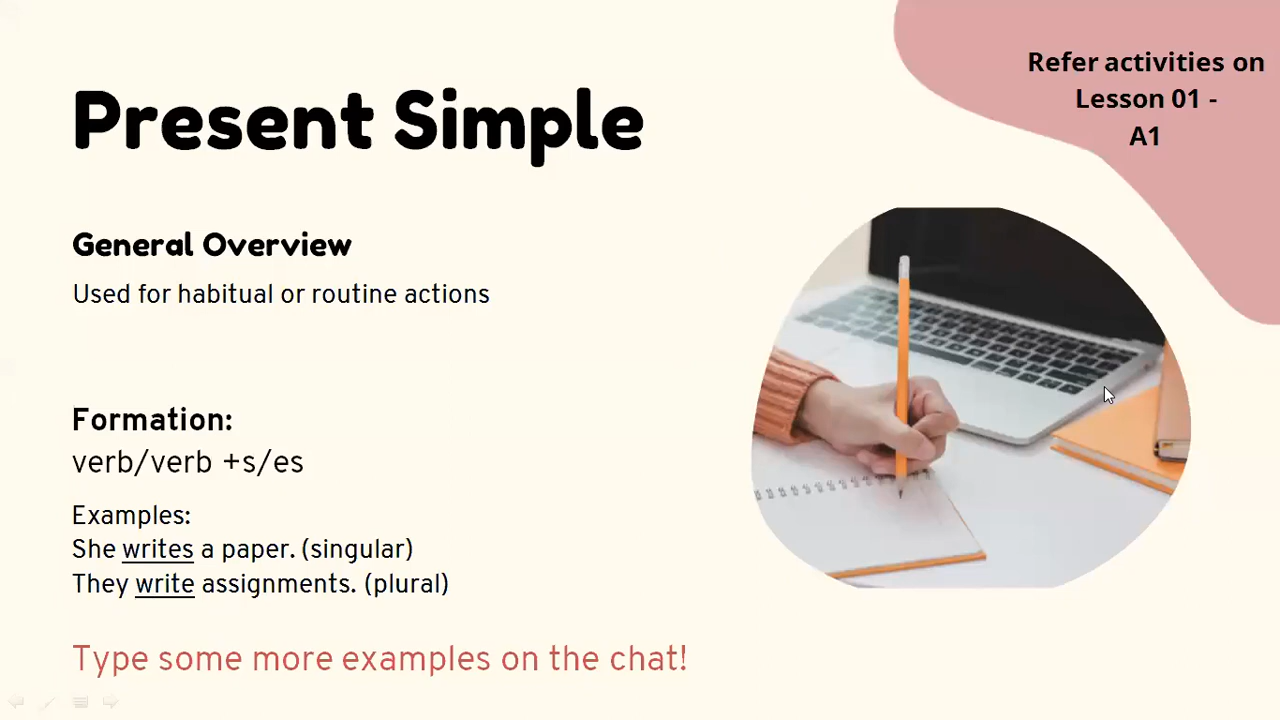 Refer activities on
Lesson 01 -
A1
Present Simple
General Overview
Used for habitual or routine actions
Formation:
verb/verb +s/es
Examples:
She writes a paper. (singular)
They write assignments. (plural)
Type some more examples on the chat!